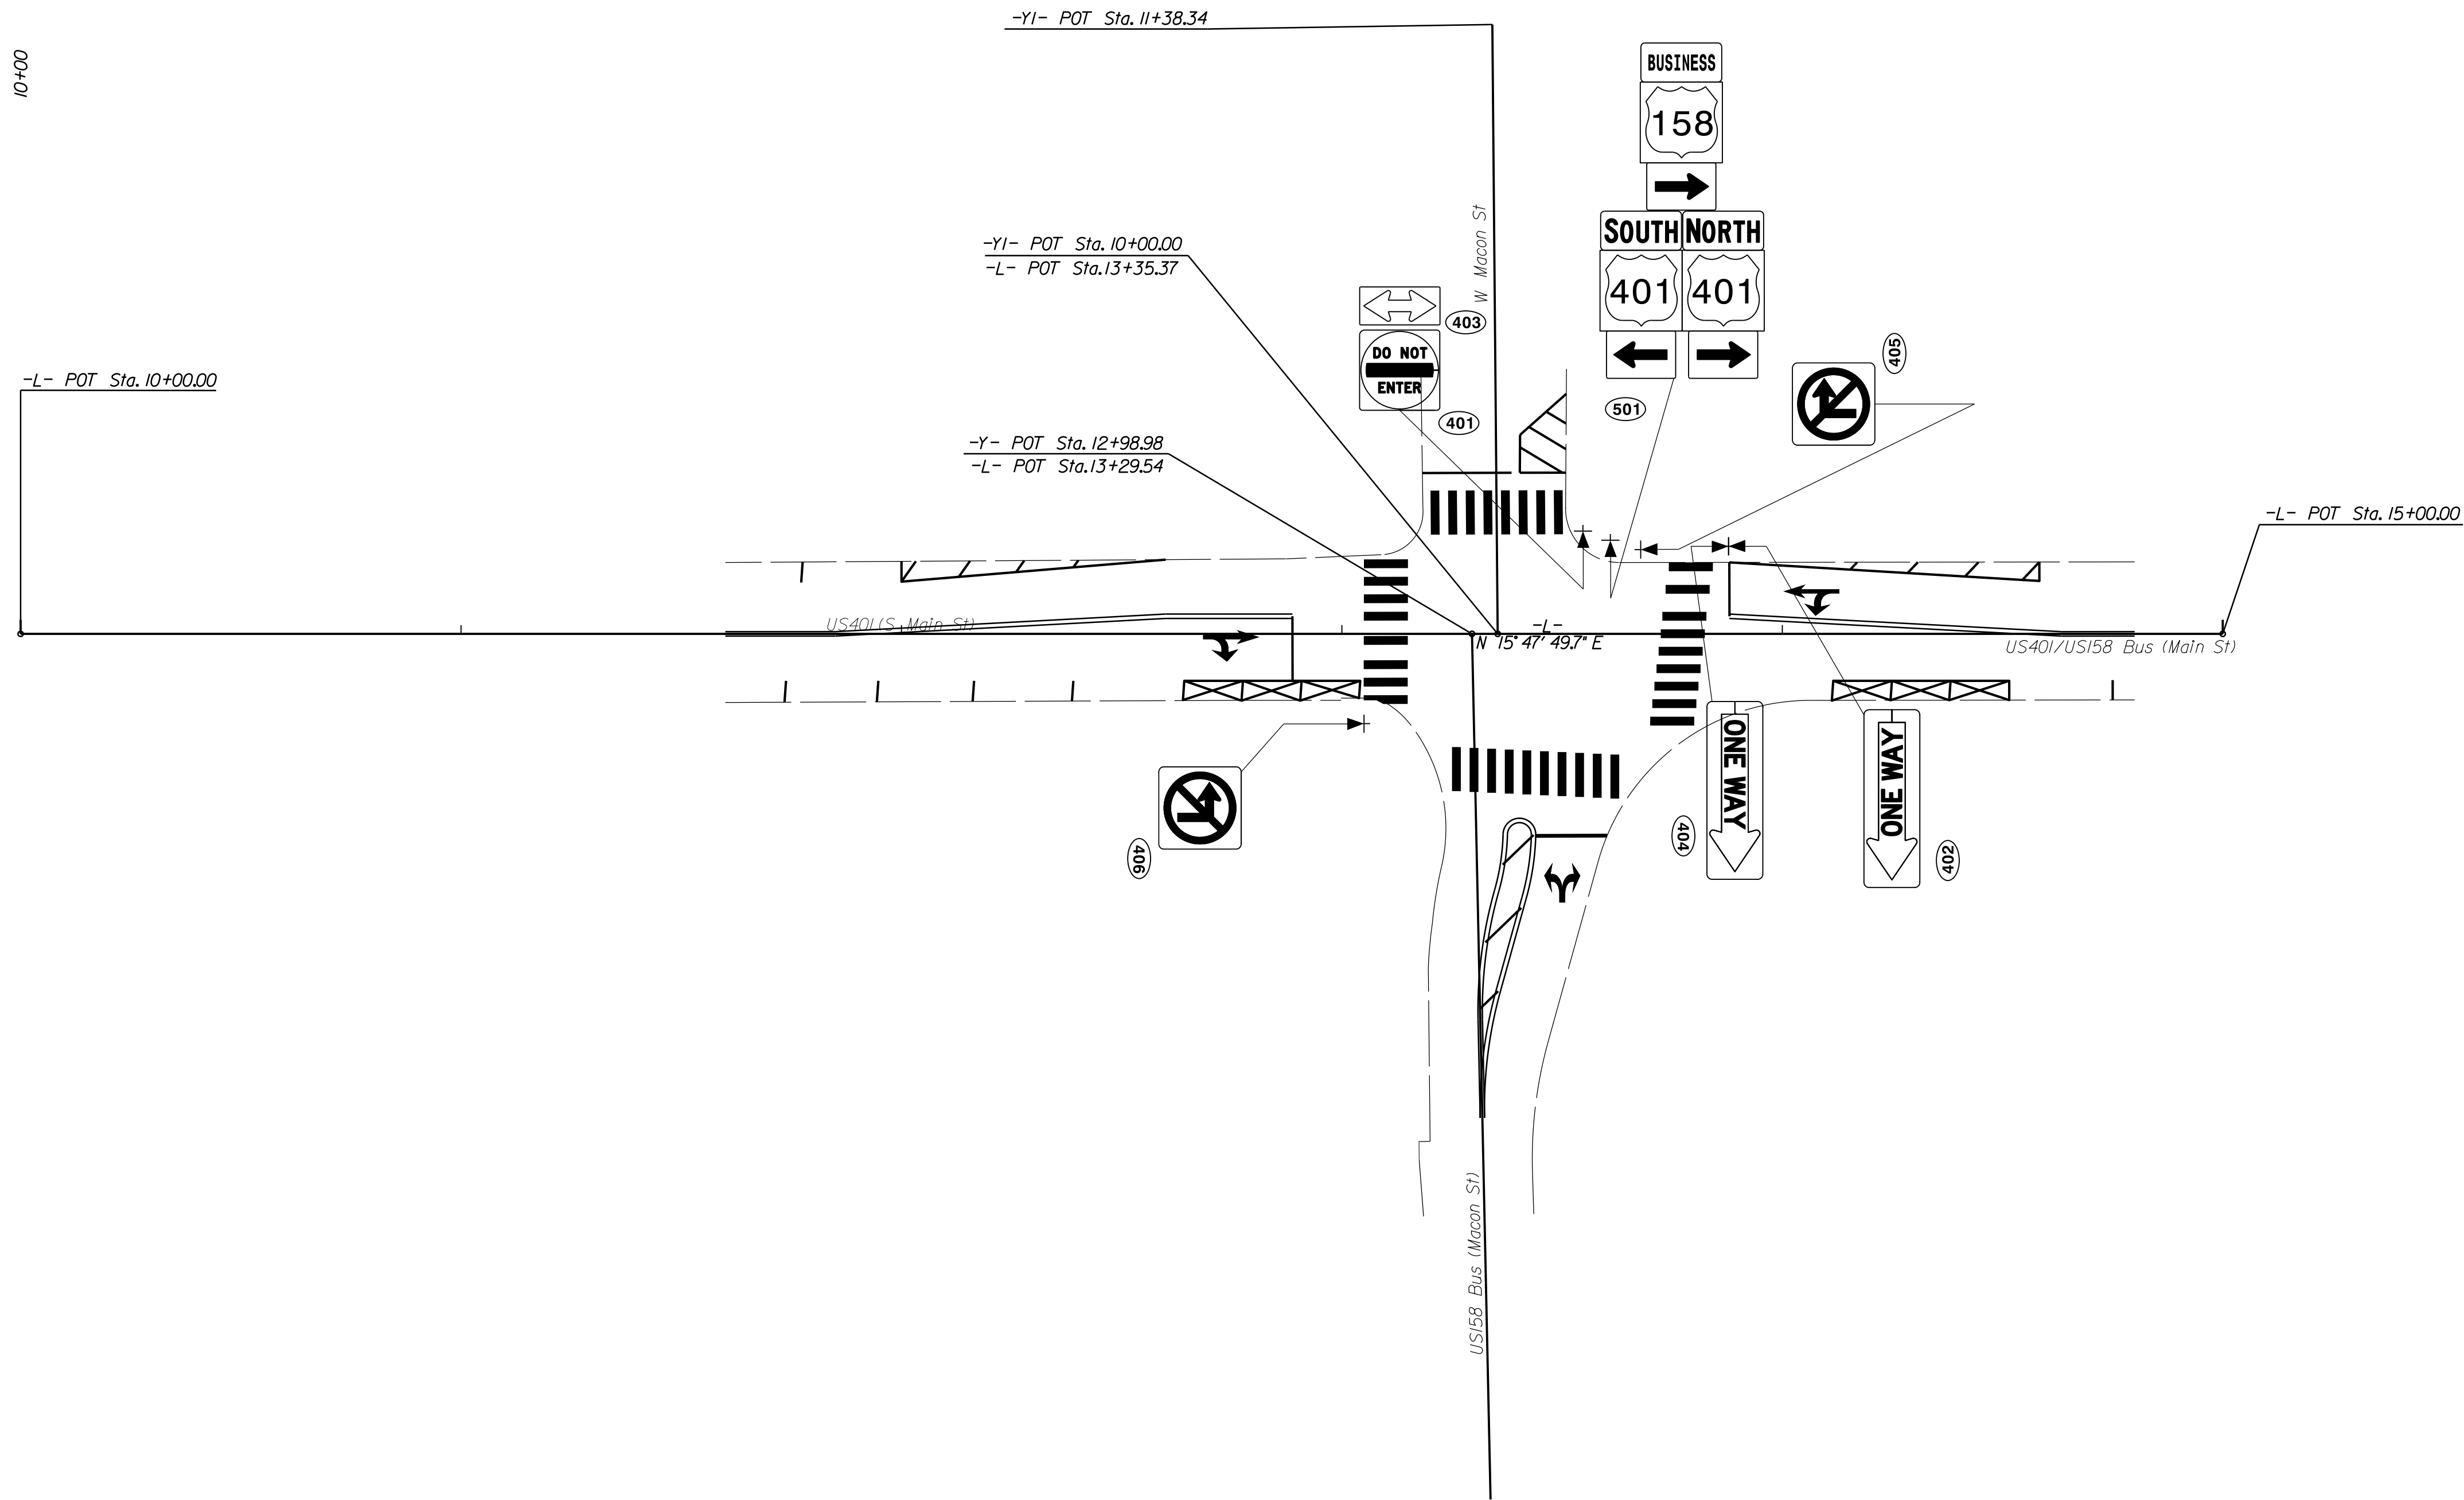 -Y1- POT Sta. 11+38.34
10+00
BUSINESS
158
SOUTH
NORTH
401
401
W Macon St
-Y1- POT Sta. 10+00.00
-L- POT Sta. 13+35.37
403
DO NOT
ENTER
401
501
405
-L- POT Sta. 10+00.00
-Y- POT Sta. 12+98.98
-L- POT Sta. 13+29.54
-L- POT Sta. 15+00.00
US401 (S Main St)
-L-
N 15° 47' 49.7" E
US401/US158 Bus (Main St)
ONE WAY
ONE WAY
404
402
406
US158 Bus (Macon St)